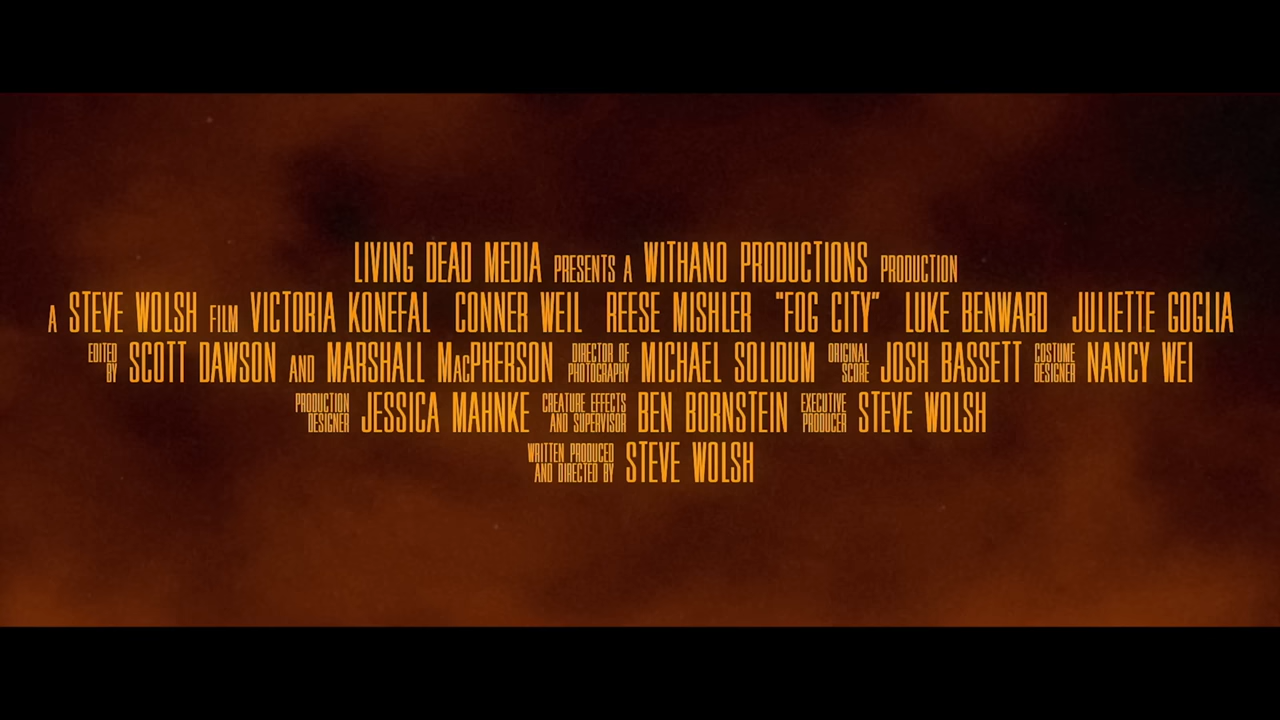 LIVING DEAD MEDIA PRESENTS A WITHANO PRODUCTIONS PRODUCTION
A STEVE WOLSH FILM VICTORIA KONEFAL CONNER WEIL REESE MISHLER "FOG CITY" LUKE BENWARD JULIETTE GOGLIA
EDITED BY SCOTT DAWSON AND MARSHALL MACPHERSON DIRECTOR OF PHOTOGRAPHY MICHAEL SOLIDUM ORIGINAL SCORE JOSH BASSETT COSTUME DESIGNER NANCY WEI
PRODUCTION DESIGNER JESSICA MAHNKE CREATURE EFFECTS AND SUPERVISOR BEN BORNSTEIN EXECUTIVE PRODUCER STEVE WOLSH
WRITTEN PRODUCED AND DIRECTED BY STEVE WOLSH